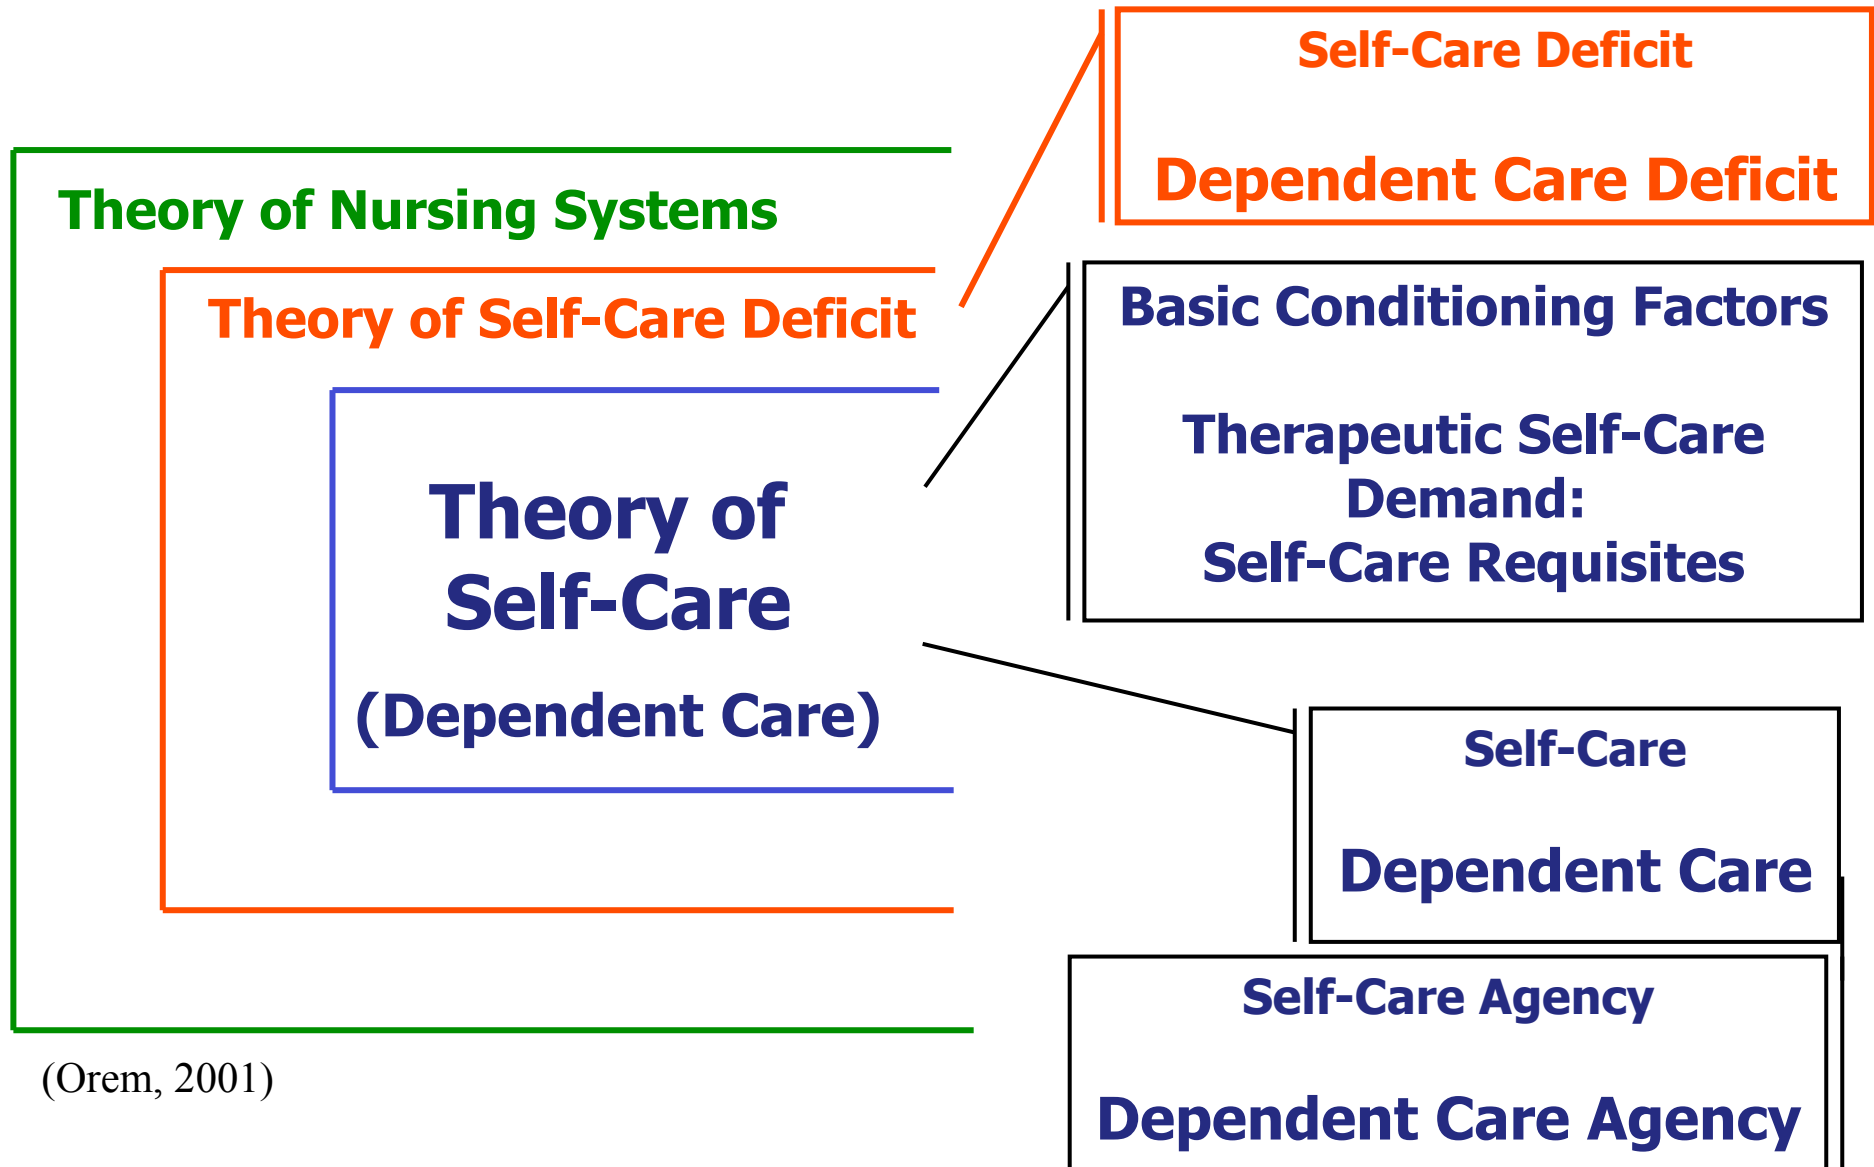 Theory of Nursing Systems
Theory of Self-Care Deficit
Theory of
Self-Care
(Dependent Care)
Self-Care Deficit
Dependent Care Deficit
Basic Conditioning Factors
Therapeutic Self-Care
Demand:
Self-Care Requisites
Self-Care
Dependent Care
Self-Care Agency
Dependent Care Agency
(Orem, 2001)